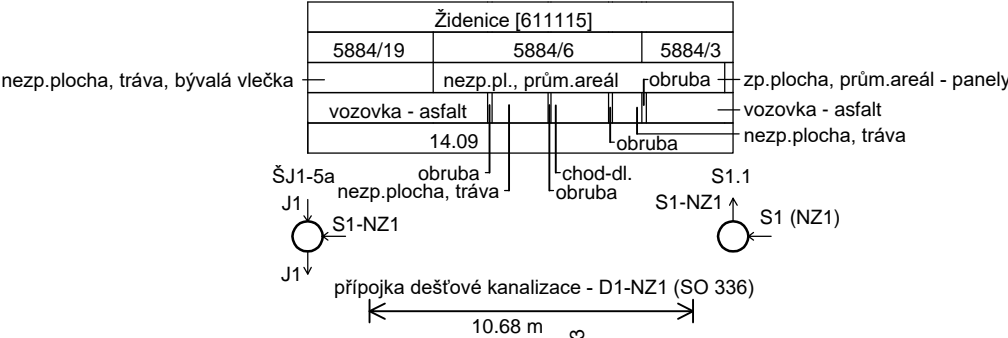 Židenice [611115]
5884/19 5884/6 5884/3
nezp.plocha, tráva, bývalá vlečka nezp.pl., prům.areál obruba zp.plocha, prům.areál - panely
vozovka - asfalt vozovka - asfalt
14.09 obruba nezp.plocha, tráva
ŠJ1-5a obruba chod-dl. S1.1
nezp.plocha, tráva obruba
J1 S1-NZ1
S1-NZ1 S1 (NZ1)
J1
přípojka dešťové kanalizace - D1-NZ1 (SO 336)
10.68 m